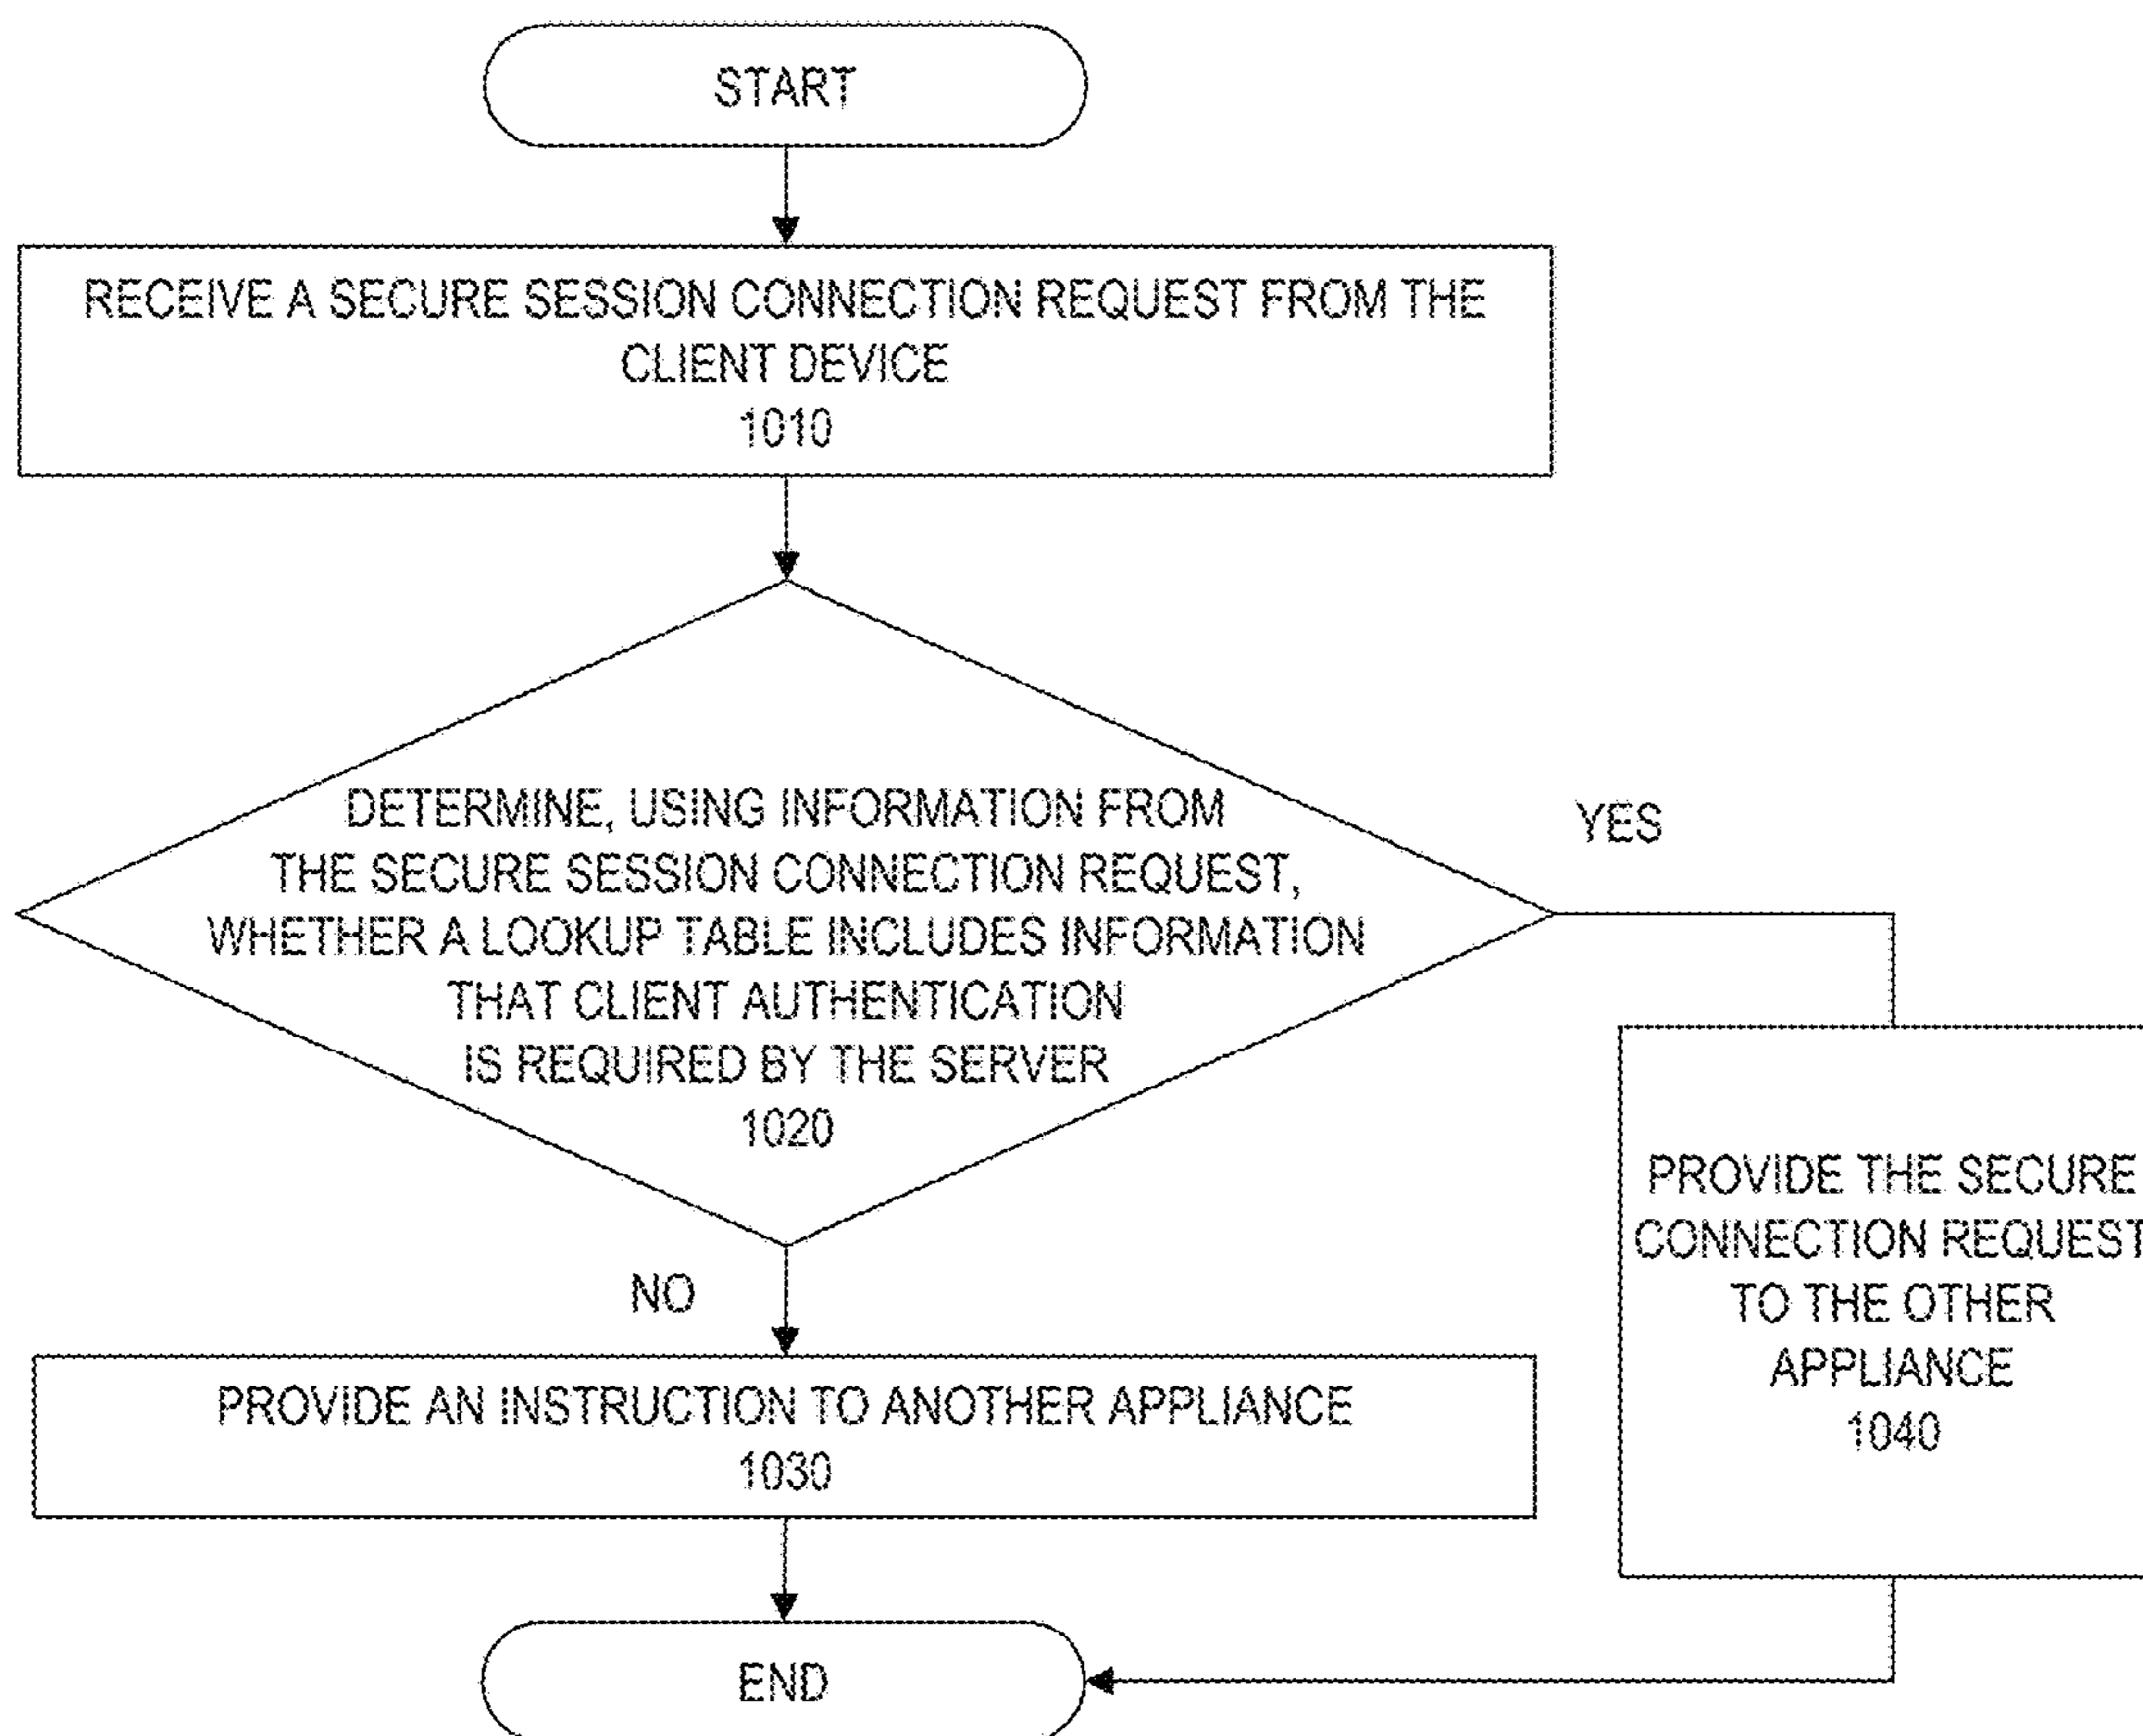 START
RECEIVE A SECURE SESSION CONNECTION REQUEST FROM THE
CLIENT DEVICE
1010
DETERMINE, USING INFORMATION FROM
THE SECURE SESSION CONNECTION REQUEST,
WHETHER A LOOKUP TABLE INCLUDES INFORMATION
THAT CLIENT AUTHENTICATION
IS REQUIRED BY THE SERVER
1020
YES
PROVIDE THE SECURE
CONNECTION REQUEST
TO THE OTHER
APPLIANCE
1040
NO
PROVIDE AN INSTRUCTION TO ANOTHER APPLIANCE
1030
END